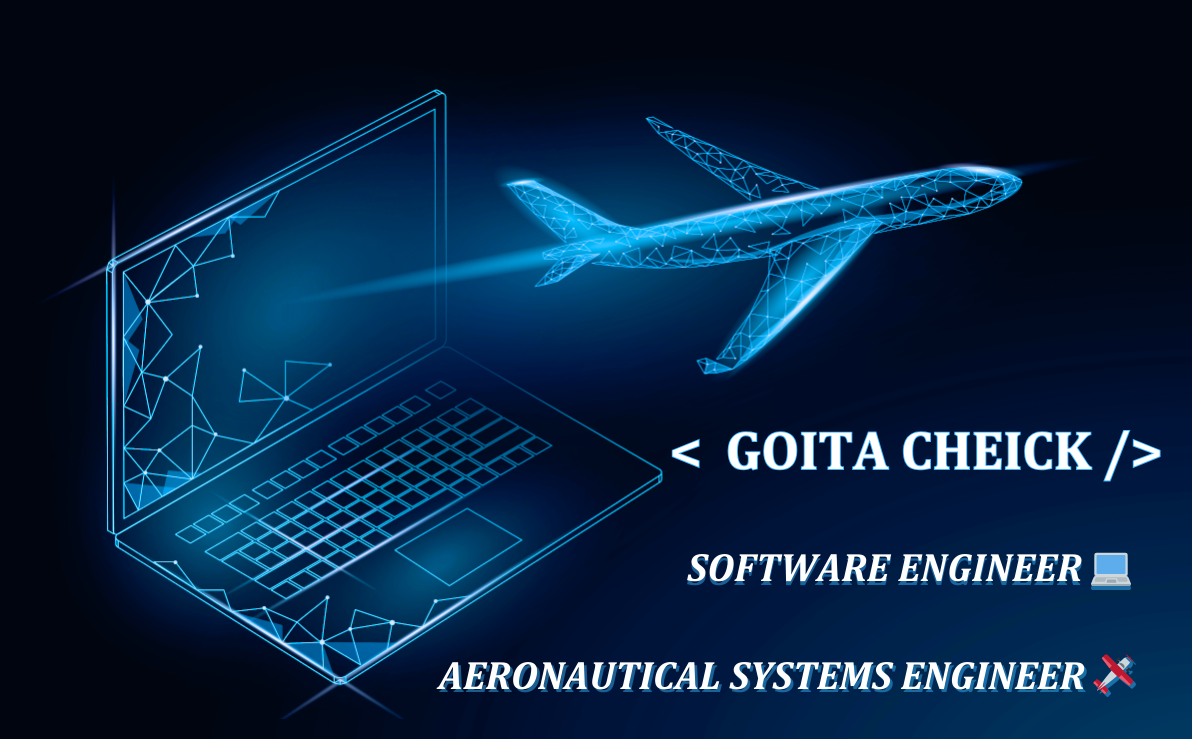 < GOITA CHEICK />
SOFTWARE ENGINEER 💻
AERONAUTICAL SYSTEMS ENGINEER 🛩